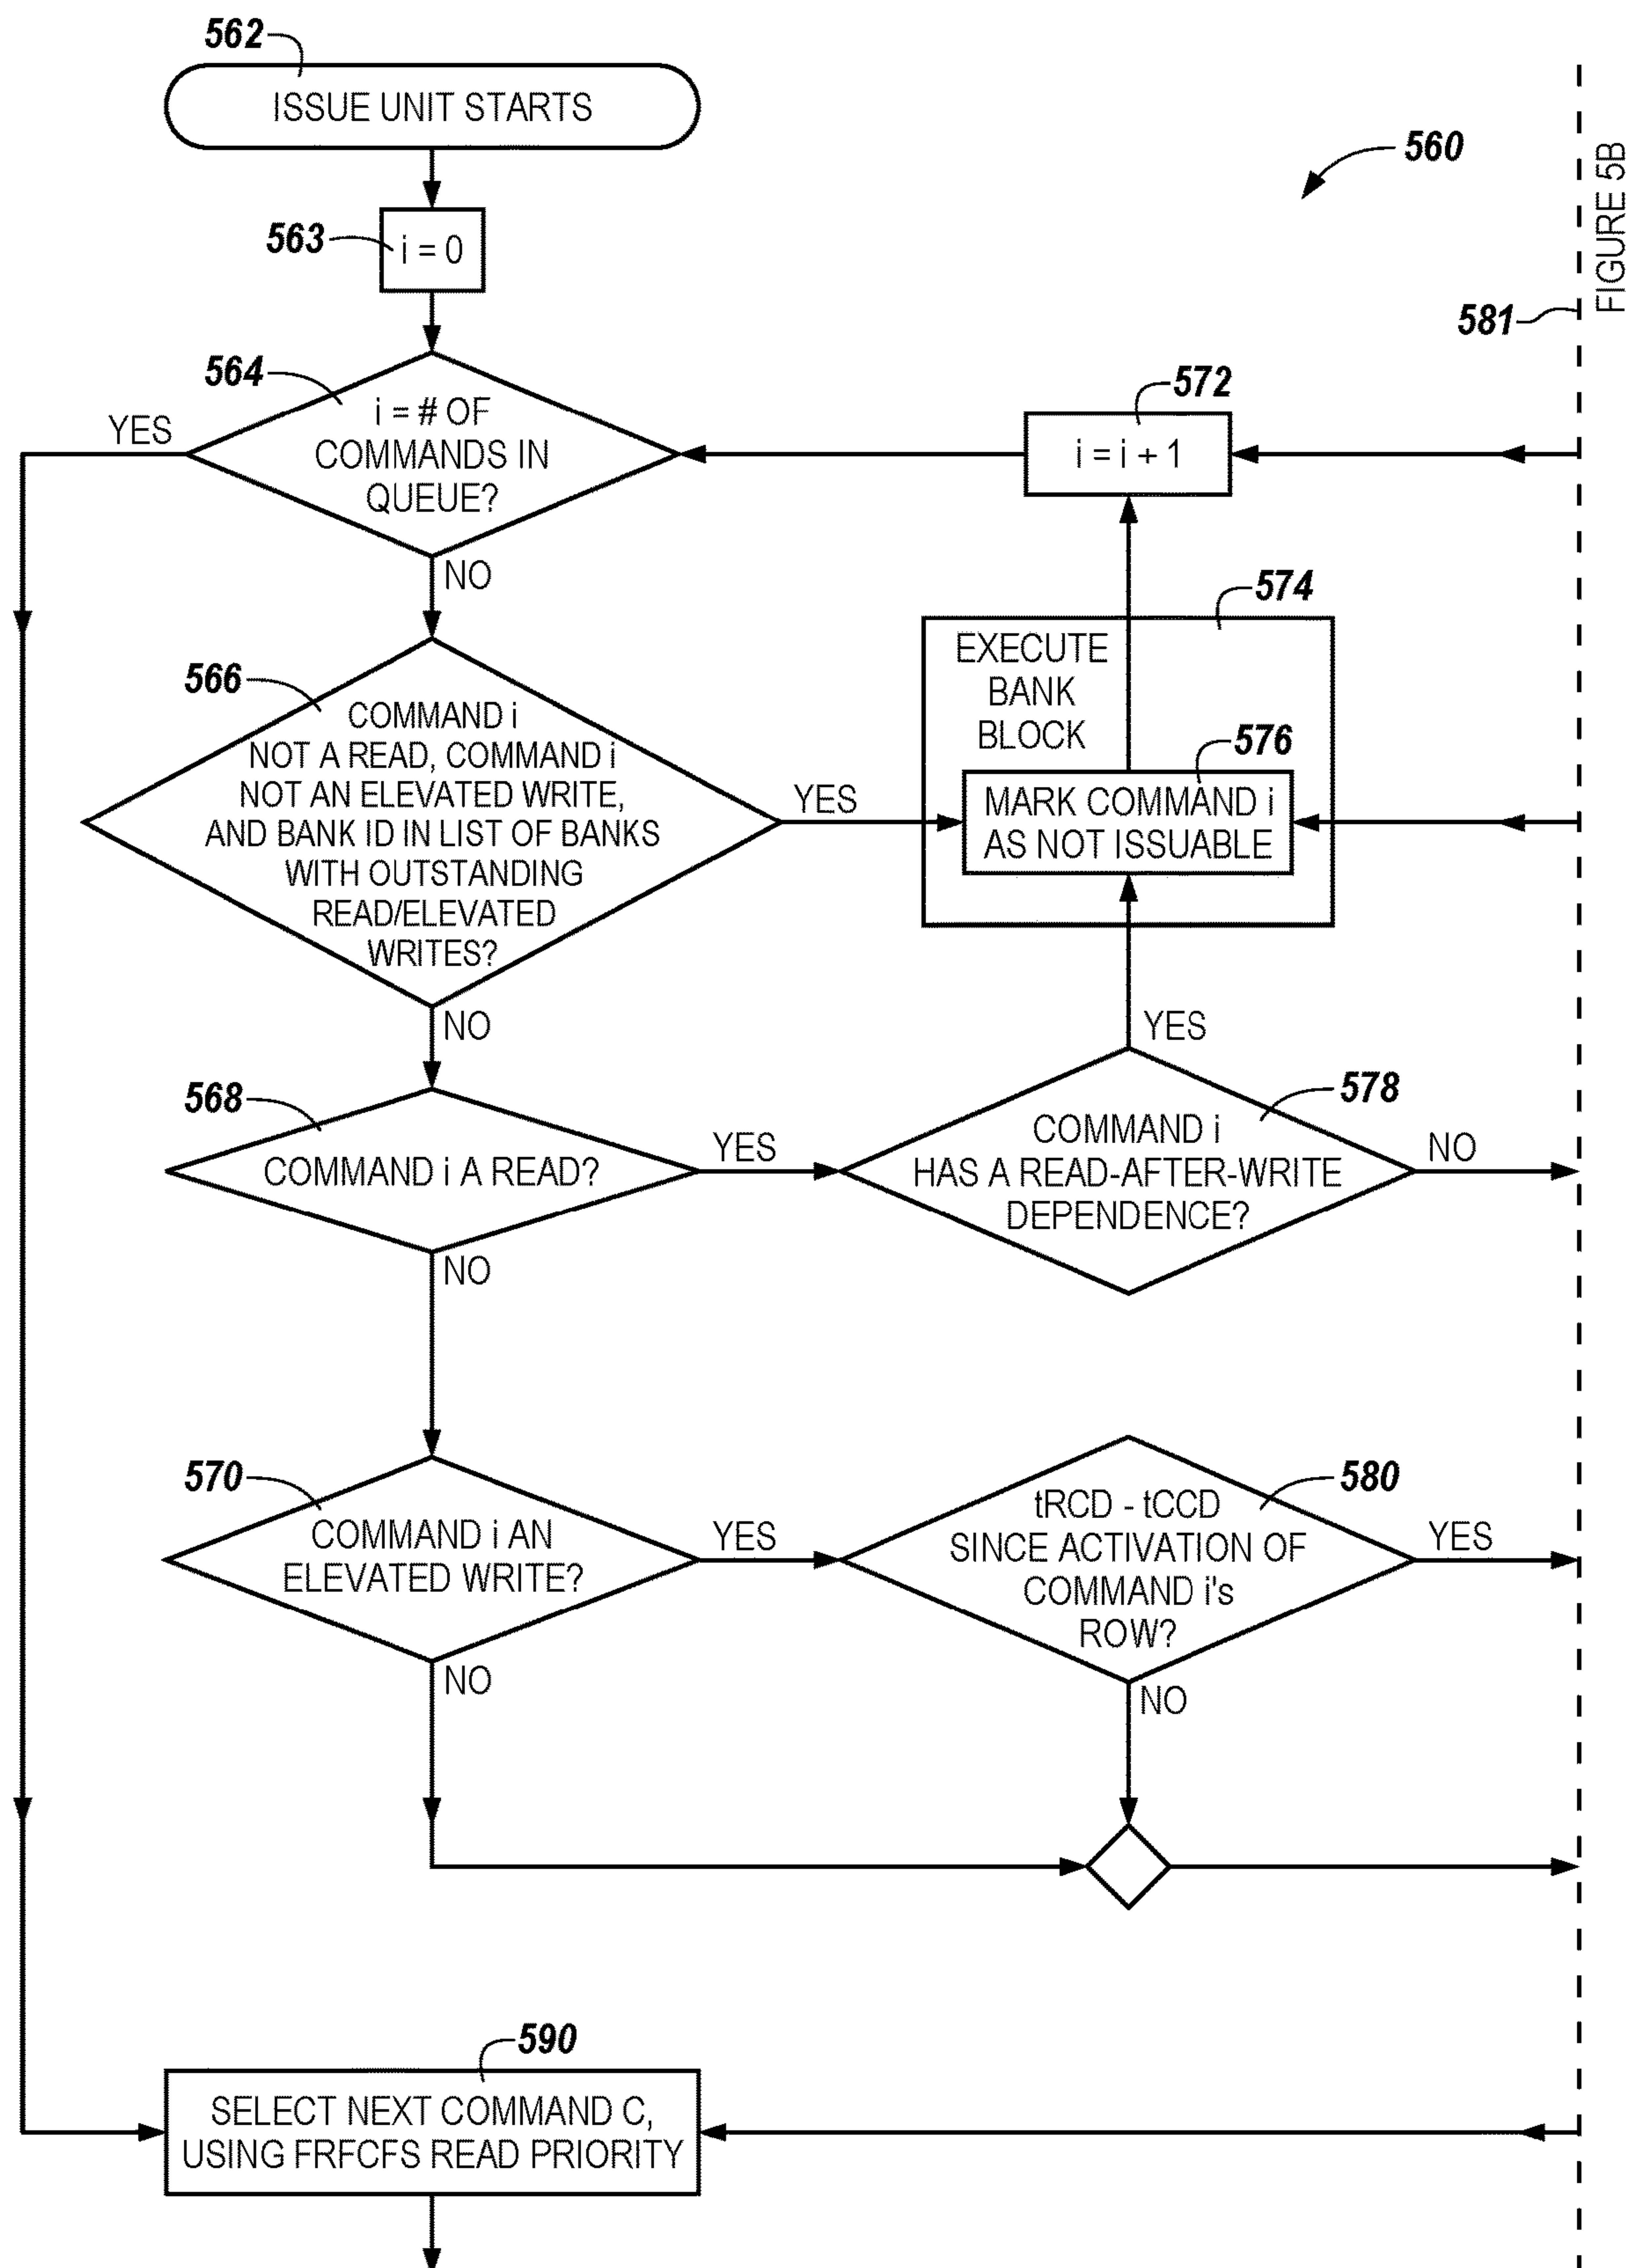 562
ISSUE UNIT STARTS
560
FIGURE 5B
563
i = 0
581
564
572
i = # OF
COMMANDS IN
QUEUE?
YES
i = i + 1
NO
574
EXECUTE
BANK
BLOCK
566
COMMAND i
NOT A READ, COMMAND i
NOT AN ELEVATED WRITE,
AND BANK ID IN LIST OF BANKS
WITH OUTSTANDING
READ/ELEVATED
WRITES?
YES
576
MARK COMMAND i
AS NOT ISSUABLE
NO
YES
568
COMMAND i A READ?
YES
578
COMMAND i
HAS A READ-AFTER-WRITE
DEPENDENCE?
NO
NO
570
COMMAND i AN
ELEVATED WRITE?
YES
580
tRCD - tCCD
SINCE ACTIVATION OF
COMMAND i's
ROW?
YES
NO
NO
590
SELECT NEXT COMMAND C,
USING FRFCFS READ PRIORITY